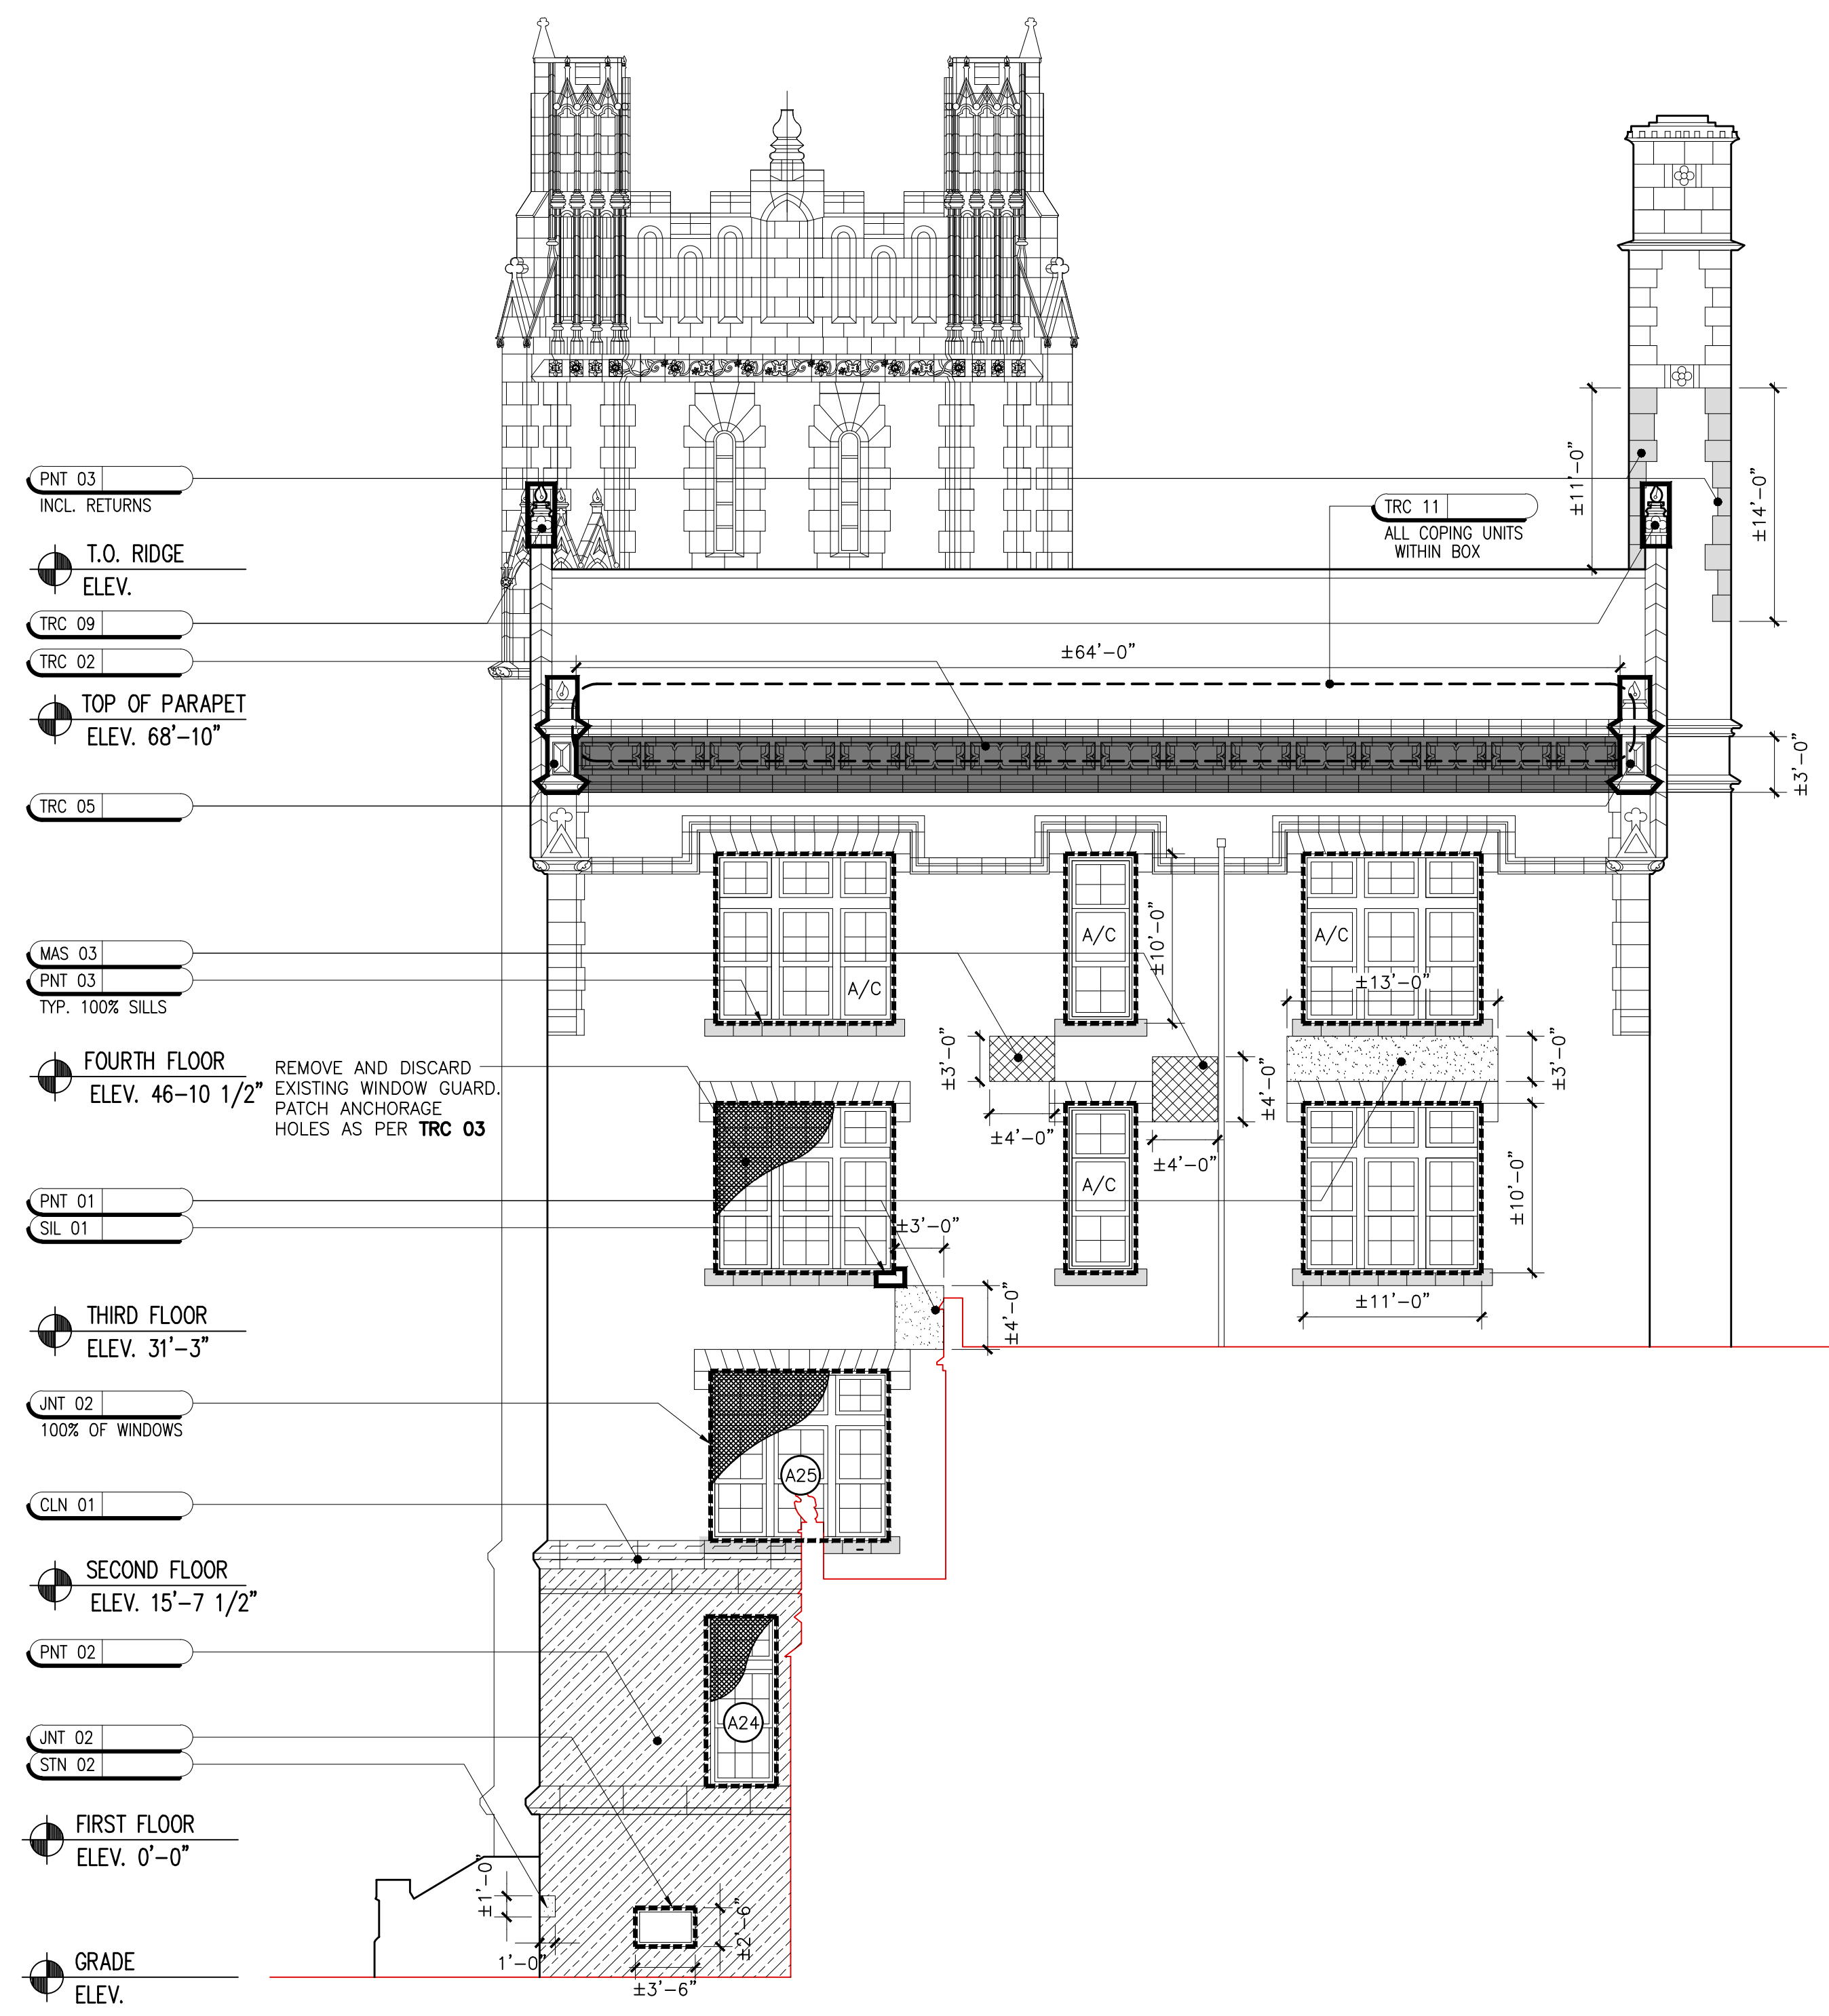 PNT 03
INCL. RETURNS
T.O. RIDGE
ELEV.
TRC 09
TRC 02
TOP OF PARAPET
ELEV. 68'-10"
TRC 05
MAS 03
PNT 03
TYP. 100% SILLS
FOURTH FLOOR
ELEV. 46-10 1/2"
REMOVE AND DISCARD
EXISTING WINDOW GUARD.
PATCH ANCHORAGE
HOLES AS PER TRC 03
PNT 01
SIL 01
THIRD FLOOR
ELEV. 31'-3"
JNT 02
100% OF WINDOWS
CLN 01
SECOND FLOOR
ELEV. 15'-7 1/2"
PNT 02
JNT 02
STN 02
FIRST FLOOR
ELEV. 0'-0"
GRADE
ELEV.
TRC 11
ALL COPING UNITS
WITHIN BOX
±11'-0"
±14'-0"
±64'-0"
±3'-0"
A/C
A/C
A/C
±10'-0"
±13'-0"
±3'-0"
±4'-0"
±4'-0"
±4'-0"
±3'-0"
A/C
±10'-0"
±11'-0"
±3'-0"
±4'-0"
A25
A24
±1'-0"
1'-0"
±2'-6"
±3'-6"